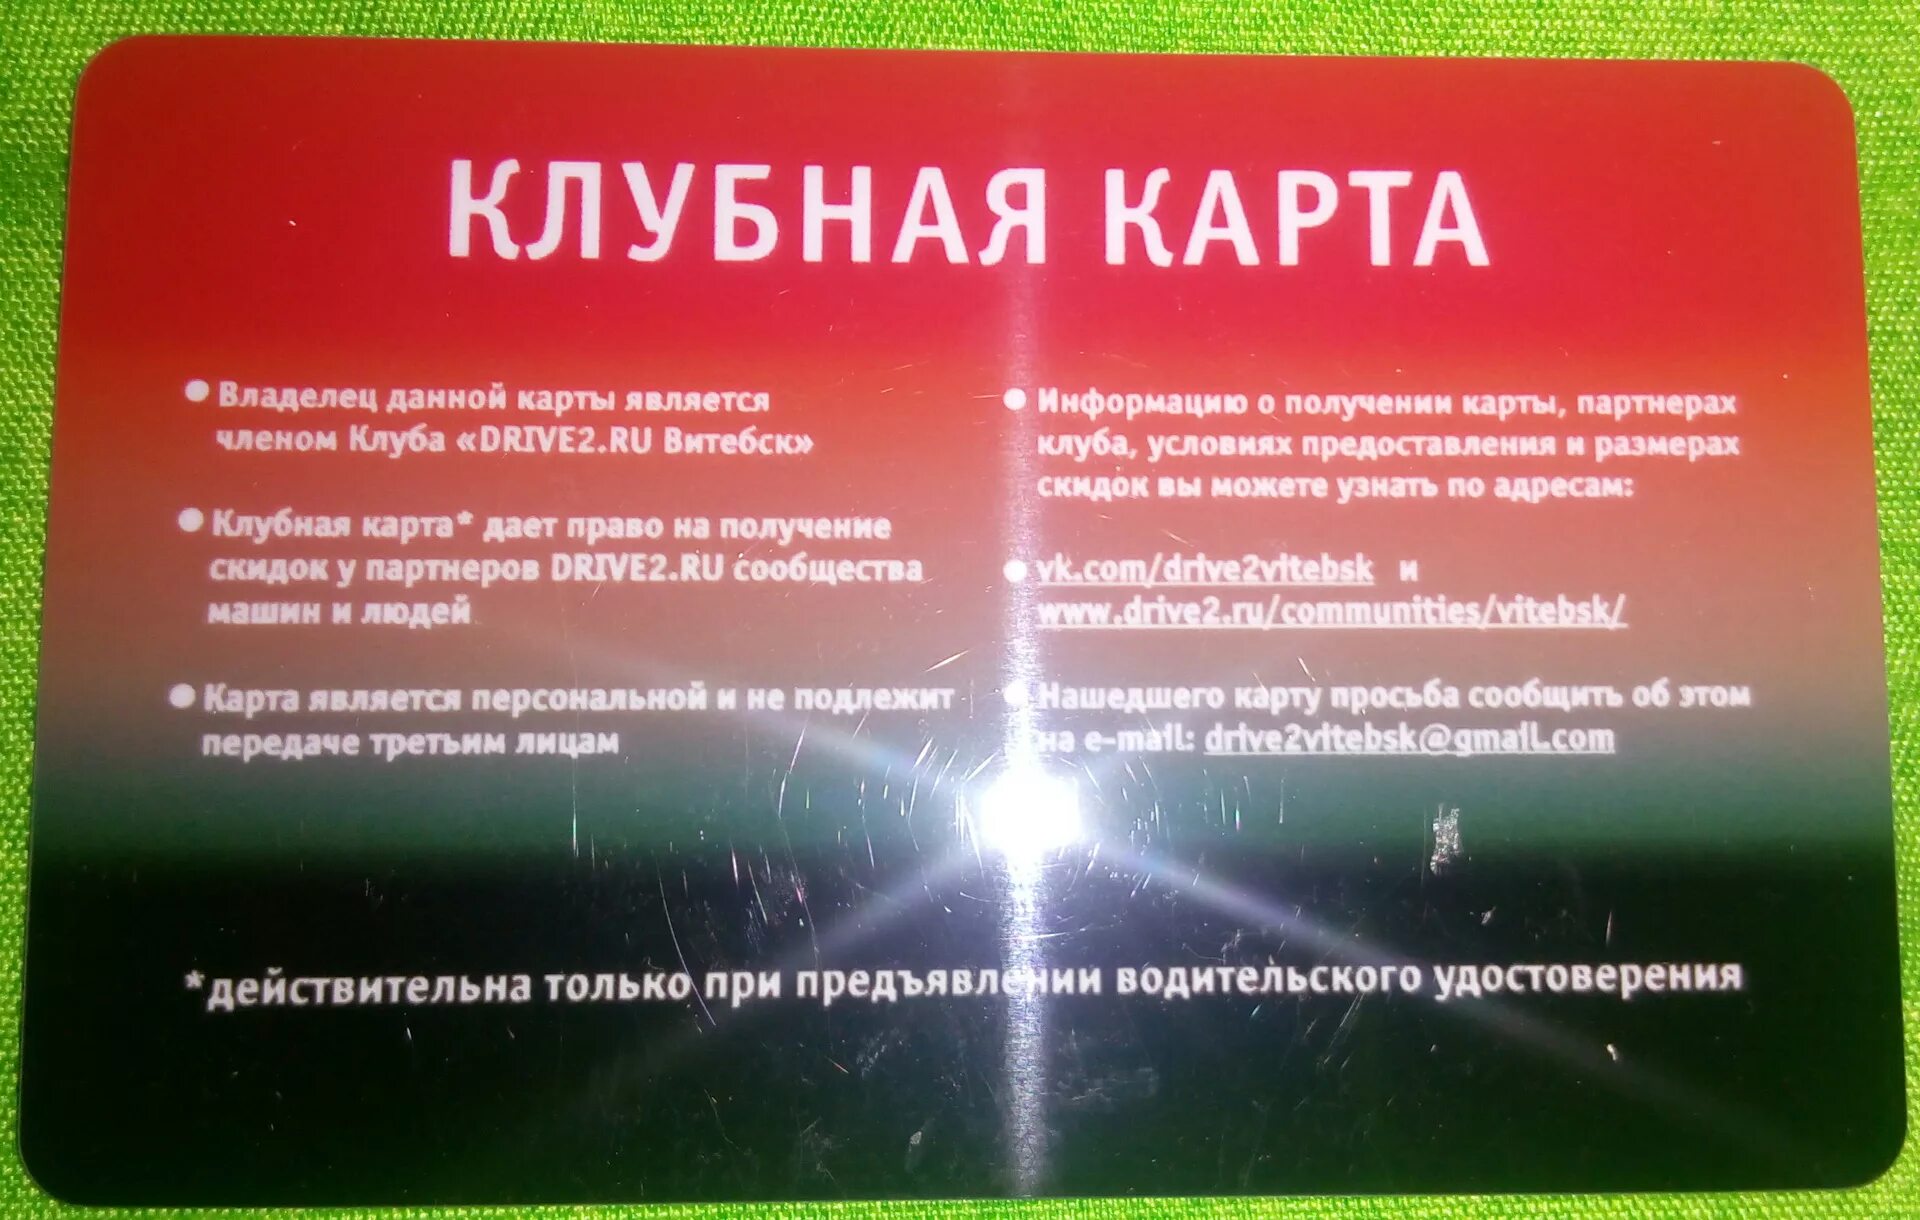 КЛУБНАЯ КАРТА
• Владелец данной карты является
членом Клуба «DRIVE2.RU Витебск»
• Клубная карта* дает право на получение
скидок у партнеров DRIVE2.RU сообщества
машин и людей
• Карта является персональной и не подлежит
передаче третьим лицам
• Информацию о получении карты, партнерах
клуба, условиях предоставления и размерах
скидок вы можете узнать по адресам:
• vk.com/drive2vitebsk и
www.drive2.ru/communities/vitebsk/
• Нашедшего карту просьба сообщить об этом
на e-mail: drive2vitebsk@gmail.com
*действительна только при предъявлении водительского удостоверения